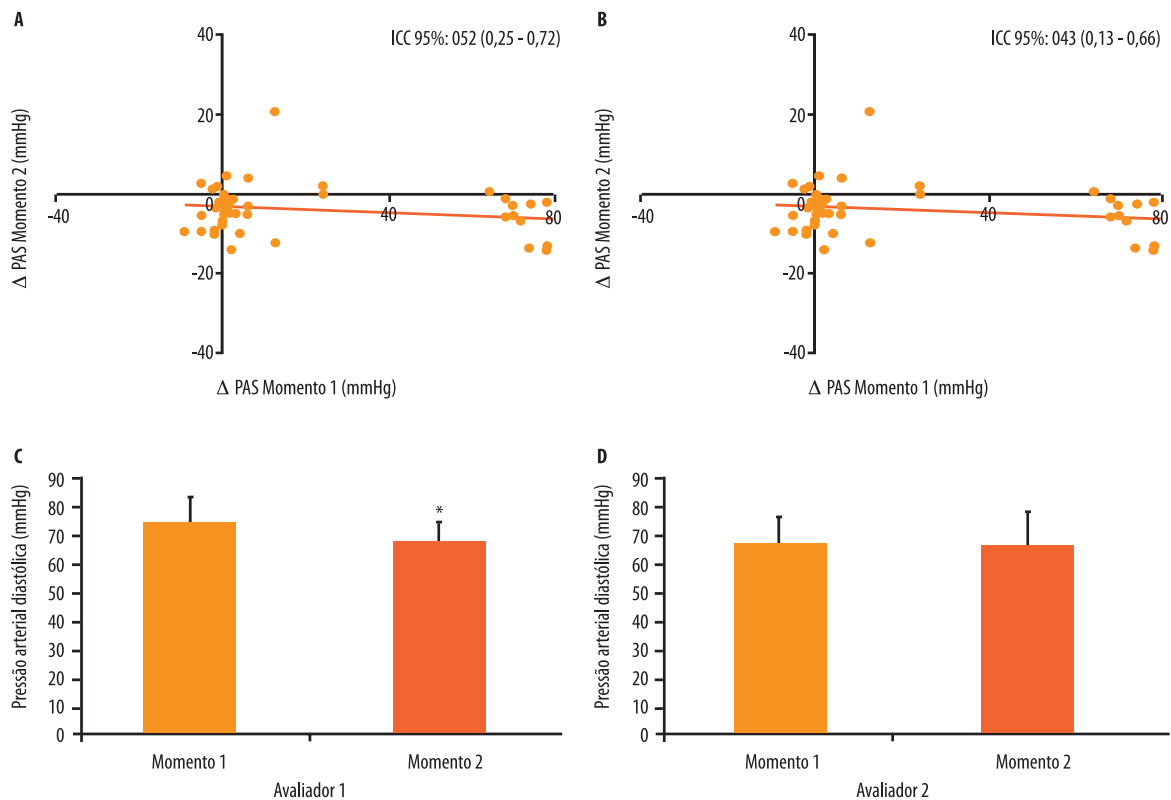 A
ICC 95%: 052 (0,25 - 0,72)
Δ PAS Momento 2 (mmHg)
40
20
0
-20
-40
-40
40
80
Δ PAS Momento 1 (mmHg)
B
ICC 95%: 043 (0,13 - 0,66)
Δ PAS Momento 2 (mmHg)
40
20
0
-20
-40
-40
40
80
Δ PAS Momento 1 (mmHg)
C
Pressão arterial diastólica (mmHg)
90
80
70
60
50
40
30
20
10
0
*
Momento 1
Momento 2
Avaliador 1
D
Pressão arterial diastólica (mmHg)
90
80
70
60
50
40
30
20
10
0
Momento 1
Momento 2
Avaliador 2